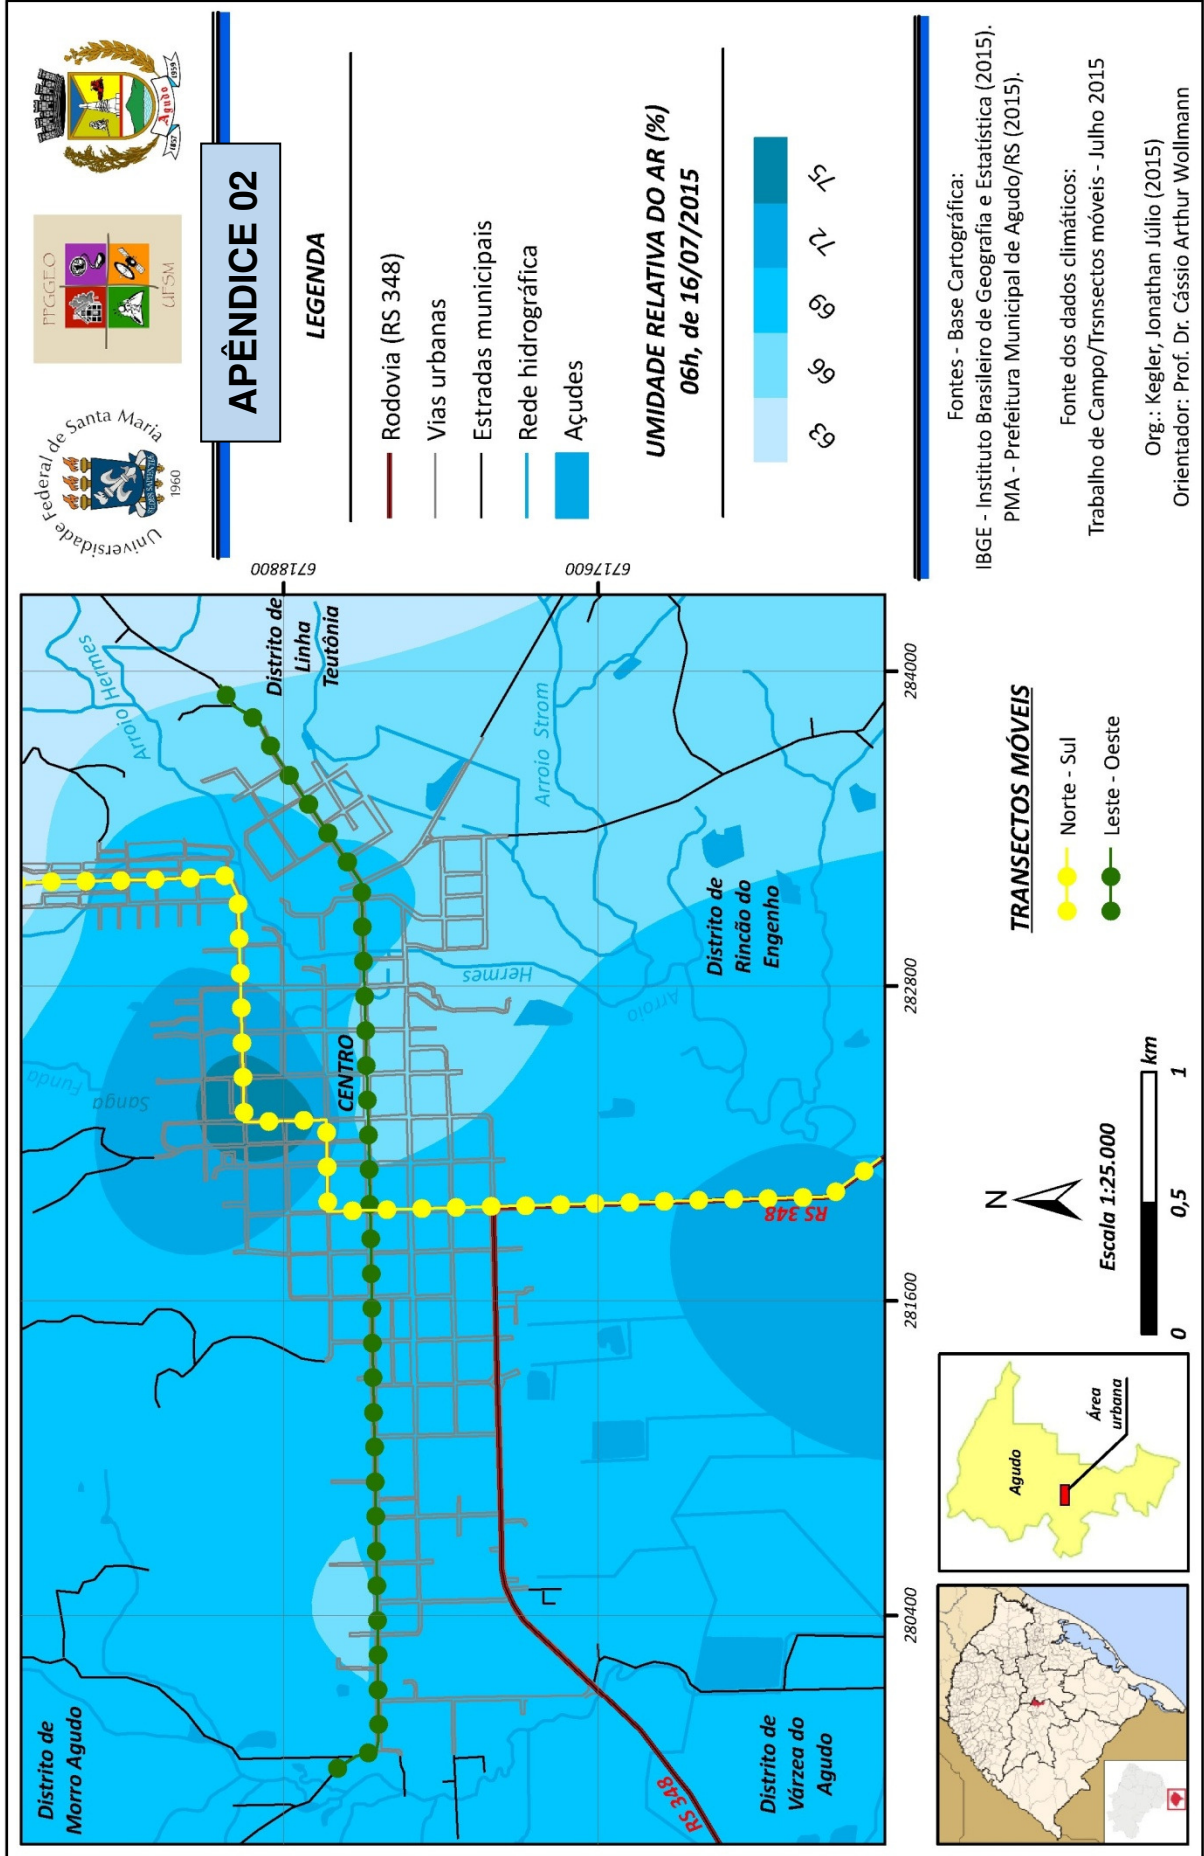 Distrito de
Morro Agudo
Sanga
Funda
Arroio Hermes
Distrito de
Linha
Teutônia
CENTRO
Hermes
Arroio
Arroio Strom
Distrito de
Rincão do
Engenho
RS 348
RS 348
Distrito de
Várzea do
Agudo
6718800
6717600
280400
281600
282800
284000
Agudo
Área
urbana
N
Escala 1:25.000
0
0,5
1
km
TRANSECTOS MÓVEIS
Norte - Sul
Leste - Oeste
Universidade Federal de Santa Maria
SEDES SAPIENTIAE
1960
PPGGEO
UFSM
1857
Agudo
1959
APÊNDICE 02
LEGENDA
Rodovia (RS 348)
Vias urbanas
Estradas municipais
Rede hidrográfica
Açudes
UMIDADE RELATIVA DO AR (%)
06h, de 16/07/2015
63
66
69
72
75
Fontes - Base Cartográfica:
IBGE - Instituto Brasileiro de Geografia e Estatística (2015).
PMA - Prefeitura Municipal de Agudo/RS (2015).
Fonte dos dados climáticos:
Trabalho de Campo/Trsnsectos móveis - Julho 2015
Org.: Kegler, Jonathan Júlio (2015)
Orientador: Prof. Dr. Cássio Arthur Wollmann